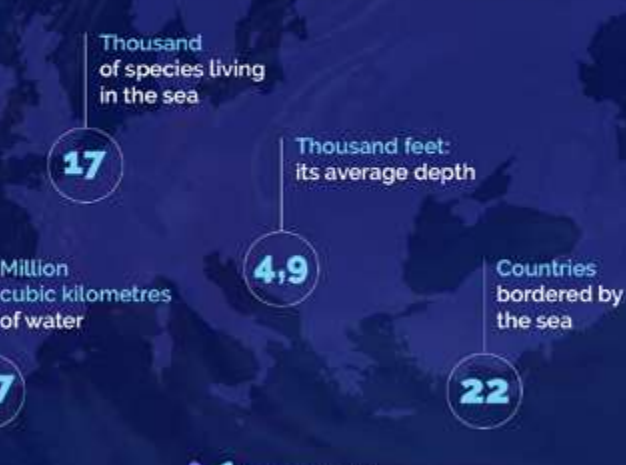 Thousand
of species living
in the sea
17
Thousand feet:
its average depth
4,9
Million
cubic kilometres
of water
7
Countries
bordered by
the sea
22